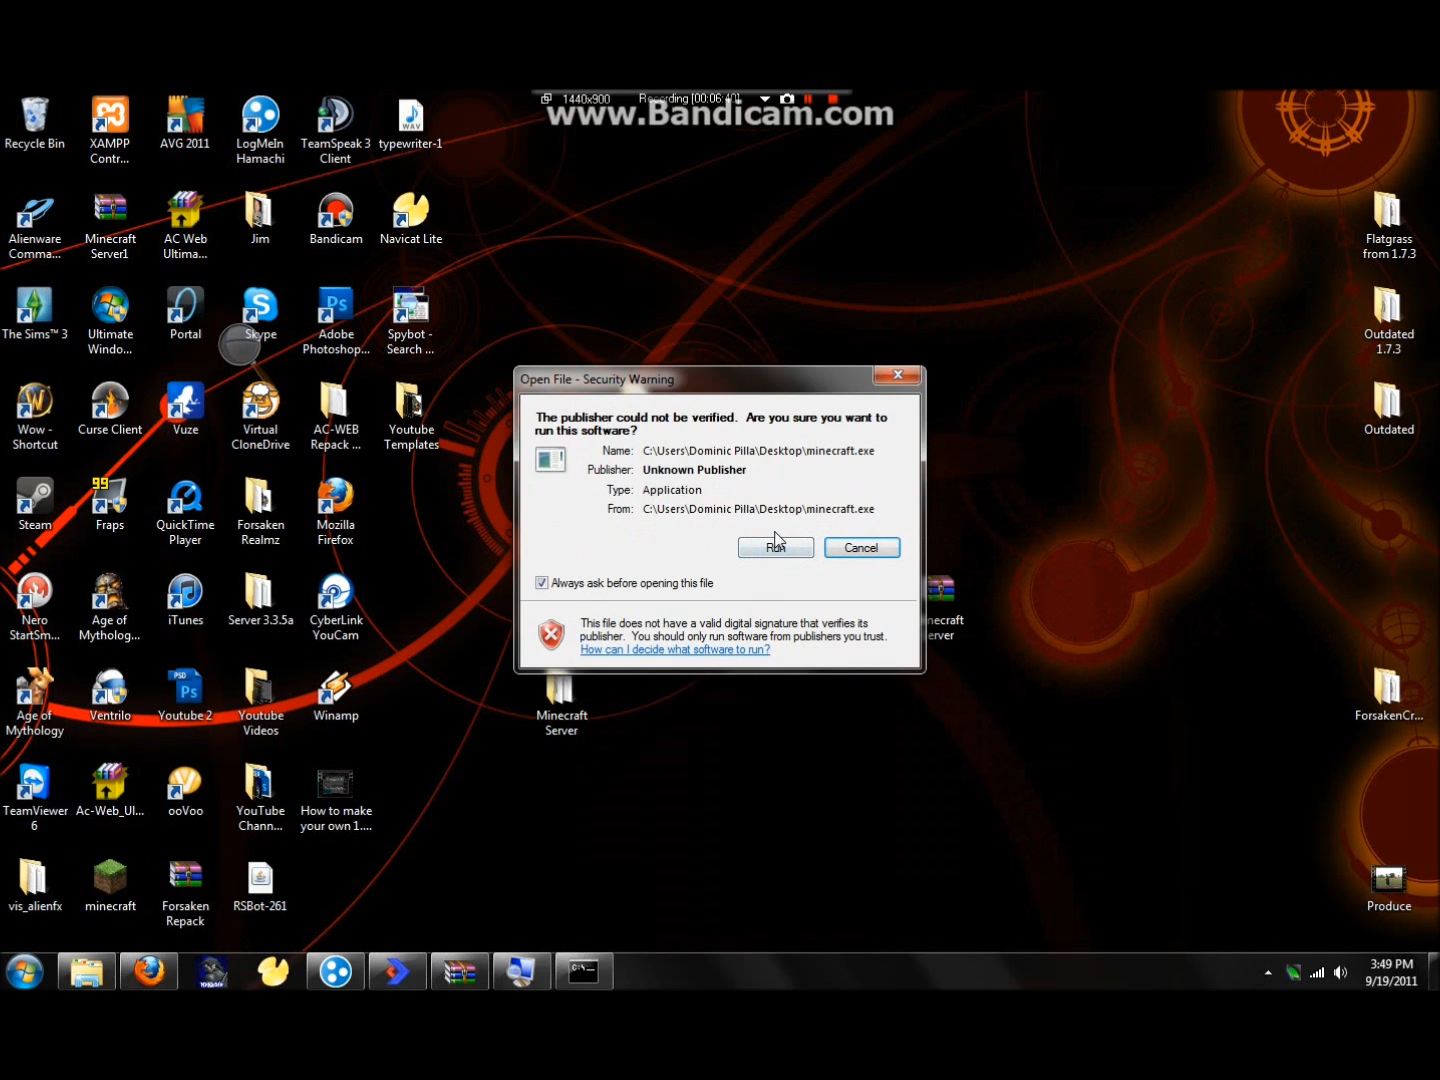 1440x900 Recording [00:06:40]
www.Bandicam.com
Recycle Bin
XAMPP
Contr...
AVG 2011
LogMeIn
Hamachi
TeamSpeak 3
Client
typewriter-1
WAV
Alienware
Comma...
Minecraft
Server1
AC Web
Ultima...
Jim
Bandicam
Navicat Lite
Flatgrass
from 1.7.3
The Sims™ 3
Ultimate
Windo...
Portal
Skype
Adobe
Photoshop...
Spybot -
Search ...
Outdated
1.7.3
Wow -
Shortcut
Curse Client
Vuze
Virtual
CloneDrive
AC-WEB
Repack ...
Youtube
Templates
Outdated
Steam
99
Fraps
QuickTime
Player
Forsaken
Realmz
Mozilla
Firefox
Nero
StartSm...
Age of
Mytholog...
iTunes
Server 3.3.5a
CyberLink
YouCam
Age of
Mythology
Ventrilo
PSD
Ps
Youtube 2
Youtube
Videos
Winamp
Minecraft
Server
ForsakenCr...
TeamViewer
6
Ac-Web_Ul...
ooVoo
YouTube
Chann...
How to make
your own 1....
vis_alienfx
minecraft
Forsaken
Repack
RSBot-261
Produce
Open File - Security Warning
The publisher could not be verified. Are you sure you want to
run this software?
Name: C:\Users\Dominic Pilla\Desktop\minecraft.exe
Publisher: Unknown Publisher
Type: Application
From: C:\Users\Dominic Pilla\Desktop\minecraft.exe
Run Cancel
Always ask before opening this file
This file does not have a valid digital signature that verifies its
publisher. You should only run software from publishers you trust.
How can I decide what software to run?
necraft
erver
3:49 PM
9/19/2011